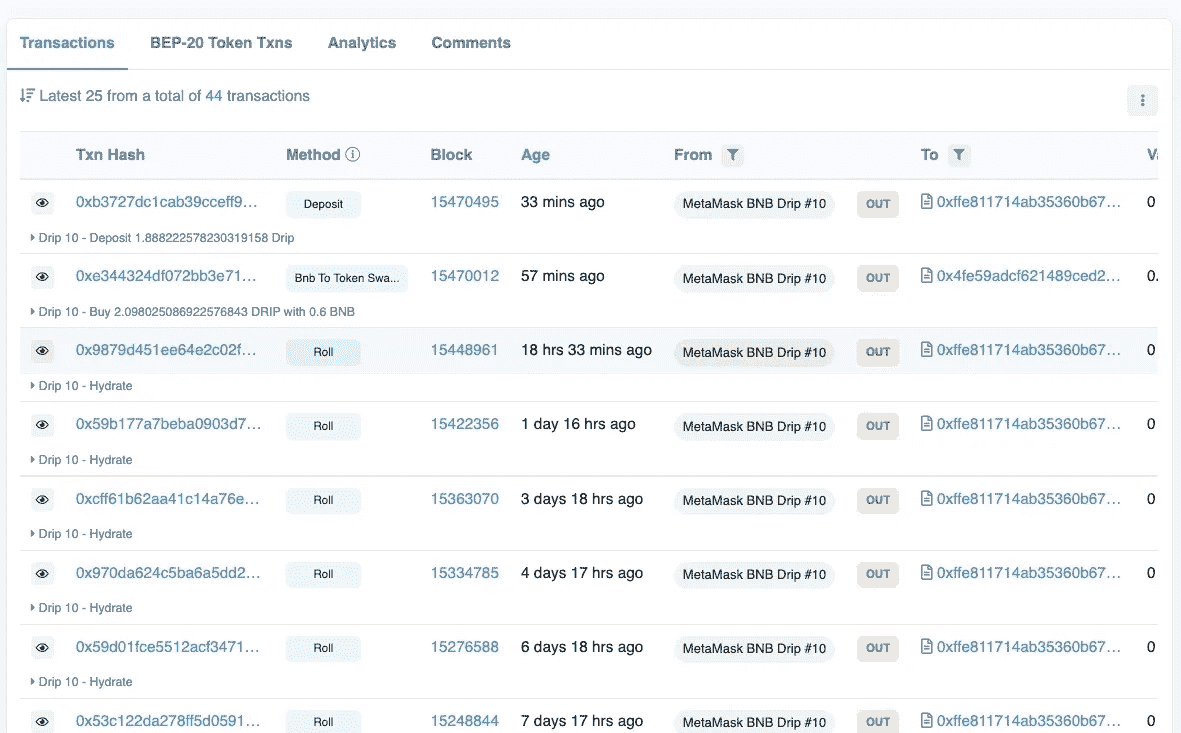 Transactions BEP-20 Token Txns Analytics Comments
Latest 25 from a total of 44 transactions
Txn Hash Method Block Age From To
0xb3727dc1cab39cceff9... Deposit 15470495 33 mins ago MetaMask BNB Drip #10 OUT 0xffe811714ab35360b67... 0
Drip 10 - Deposit 1.888222578230319158 Drip
0xe344324df072bb3e71... Bnb To Token Swa... 15470012 57 mins ago MetaMask BNB Drip #10 OUT 0x4fe59adcf621489ced2... 0.
Drip 10 - Buy 2.098025086922576843 DRIP with 0.6 BNB
0x9879d451ee64e2c02f... Roll 15448961 18 hrs 33 mins ago MetaMask BNB Drip #10 OUT 0xffe811714ab35360b67... 0
Drip 10 - Hydrate
0x59b177a7beba0903d7... Roll 15422356 1 day 16 hrs ago MetaMask BNB Drip #10 OUT 0xffe811714ab35360b67... 0
Drip 10 - Hydrate
0xcff61b62aa41c14a76e... Roll 15363070 3 days 18 hrs ago MetaMask BNB Drip #10 OUT 0xffe811714ab35360b67... 0
Drip 10 - Hydrate
0x970da624c5ba6a5dd2... Roll 15334785 4 days 17 hrs ago MetaMask BNB Drip #10 OUT 0xffe811714ab35360b67... 0
Drip 10 - Hydrate
0x59d01fce5512acf3471... Roll 15276588 6 days 18 hrs ago MetaMask BNB Drip #10 OUT 0xffe811714ab35360b67... 0
Drip 10 - Hydrate
0x53c122da278ff5d0591... Roll 15248844 7 days 17 hrs ago MetaMask BNB Drip #10 OUT 0xffe811714ab35360b67... 0